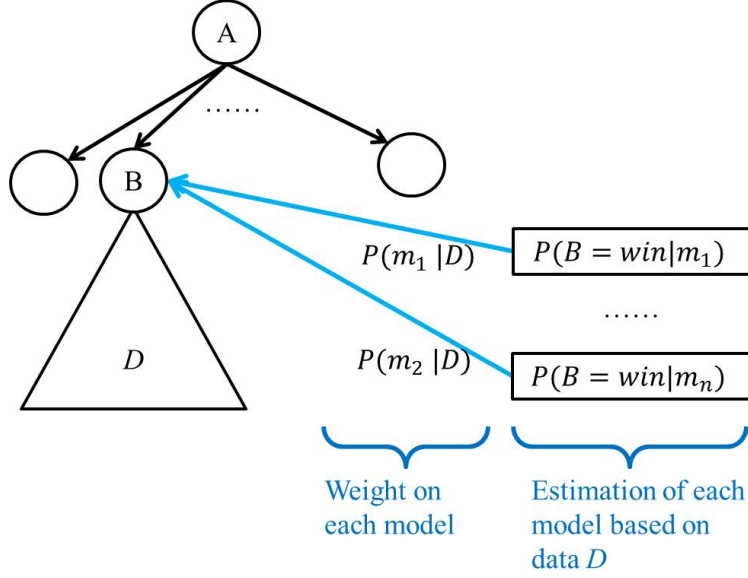 A
......
B
P(m₁ |D)
P(B = win|m₁)
......
D
P(m₂ |D)
P(B = win|mₙ)
Weight on
each model
Estimation of each
model based on
data D